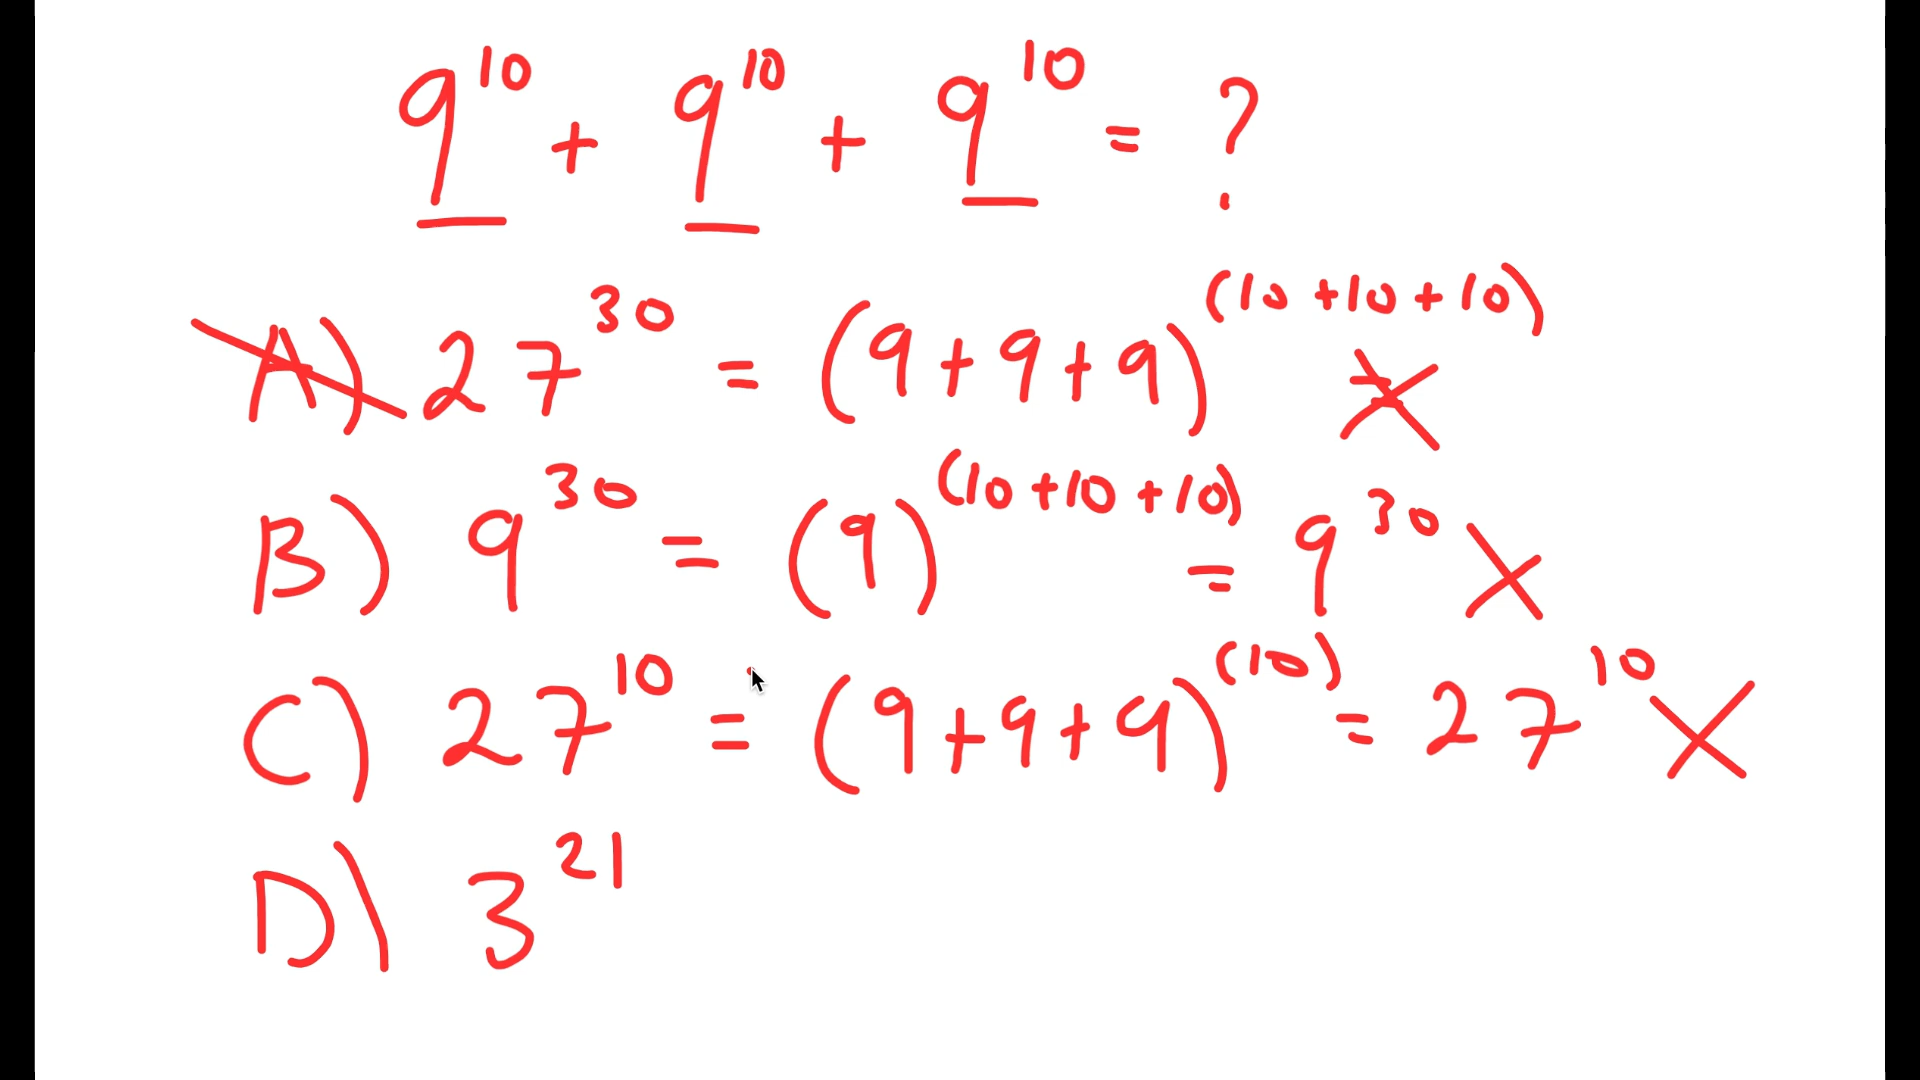 9^10 + 9^10 + 9^10 = ?
A) 27^30 = (9+9+9)^(10+10+10) X
B) 9^30 = (9)^(10+10+10) = 9^30 X
C) 27^10 = (9+9+9)^(10) = 27^10 X
D) 3^21